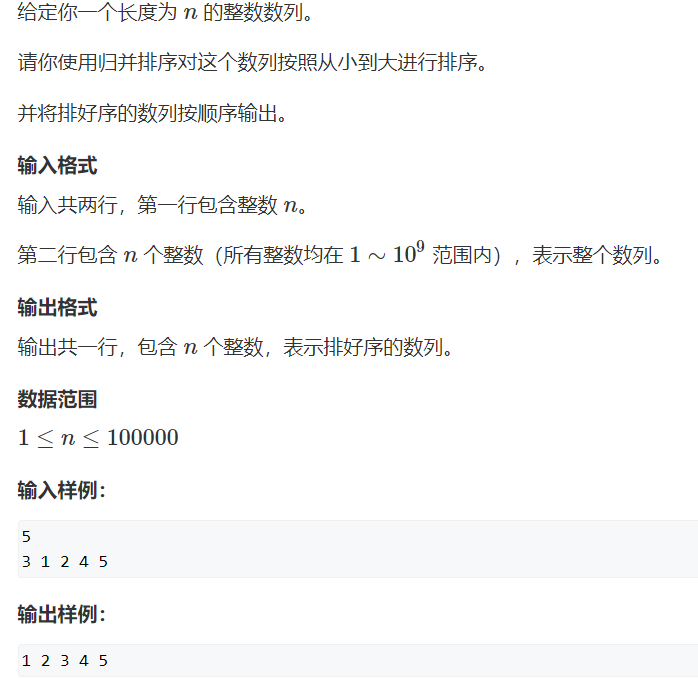 给定你一个长度为 n 的整数数列。
请你使用归并排序对这个数列按照从小到大进行排序。
并将排好序的数列按顺序输出。
输入格式
输入共两行，第一行包含整数 n。
第二行包含 n 个整数（所有整数均在 1 ∼ 10⁹ 范围内），表示整个数列。
输出格式
输出共一行，包含 n 个整数，表示排好序的数列。
数据范围
1 ≤ n ≤ 100000
输入样例：
5
3 1 2 4 5
输出样例：
1 2 3 4 5